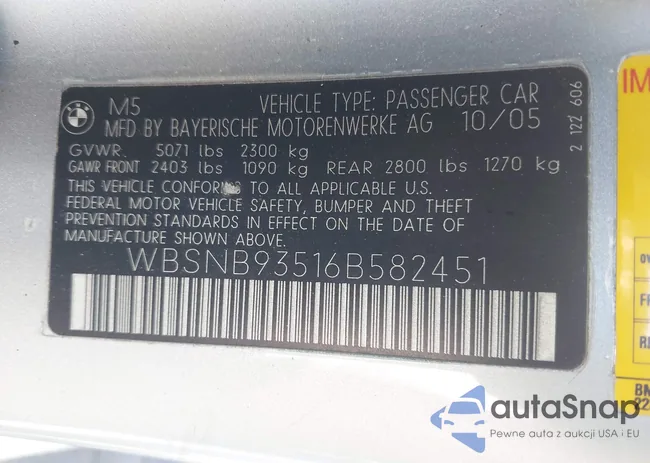 M5 VEHICLE TYPE: PASSENGER CAR
MFD BY BAYERISCHE MOTORENWERKE AG 10/05
GVWR. 5071 lbs 2300 kg
GAWR FRONT 2403 lbs 1090 kg REAR 2800 lbs 1270 kg
THIS VEHICLE CONFORMS TO ALL APPLICABLE U.S.
FEDERAL MOTOR VEHICLE SAFETY, BUMPER AND THEFT
PREVENTION STANDARDS IN EFFECT ON THE DATE OF
MANUFACTURE SHOWN ABOVE.
WBSNB93516B582451
2 122 606
IM
BM
autoSnap
Pewne auta z aukcji USA i EU